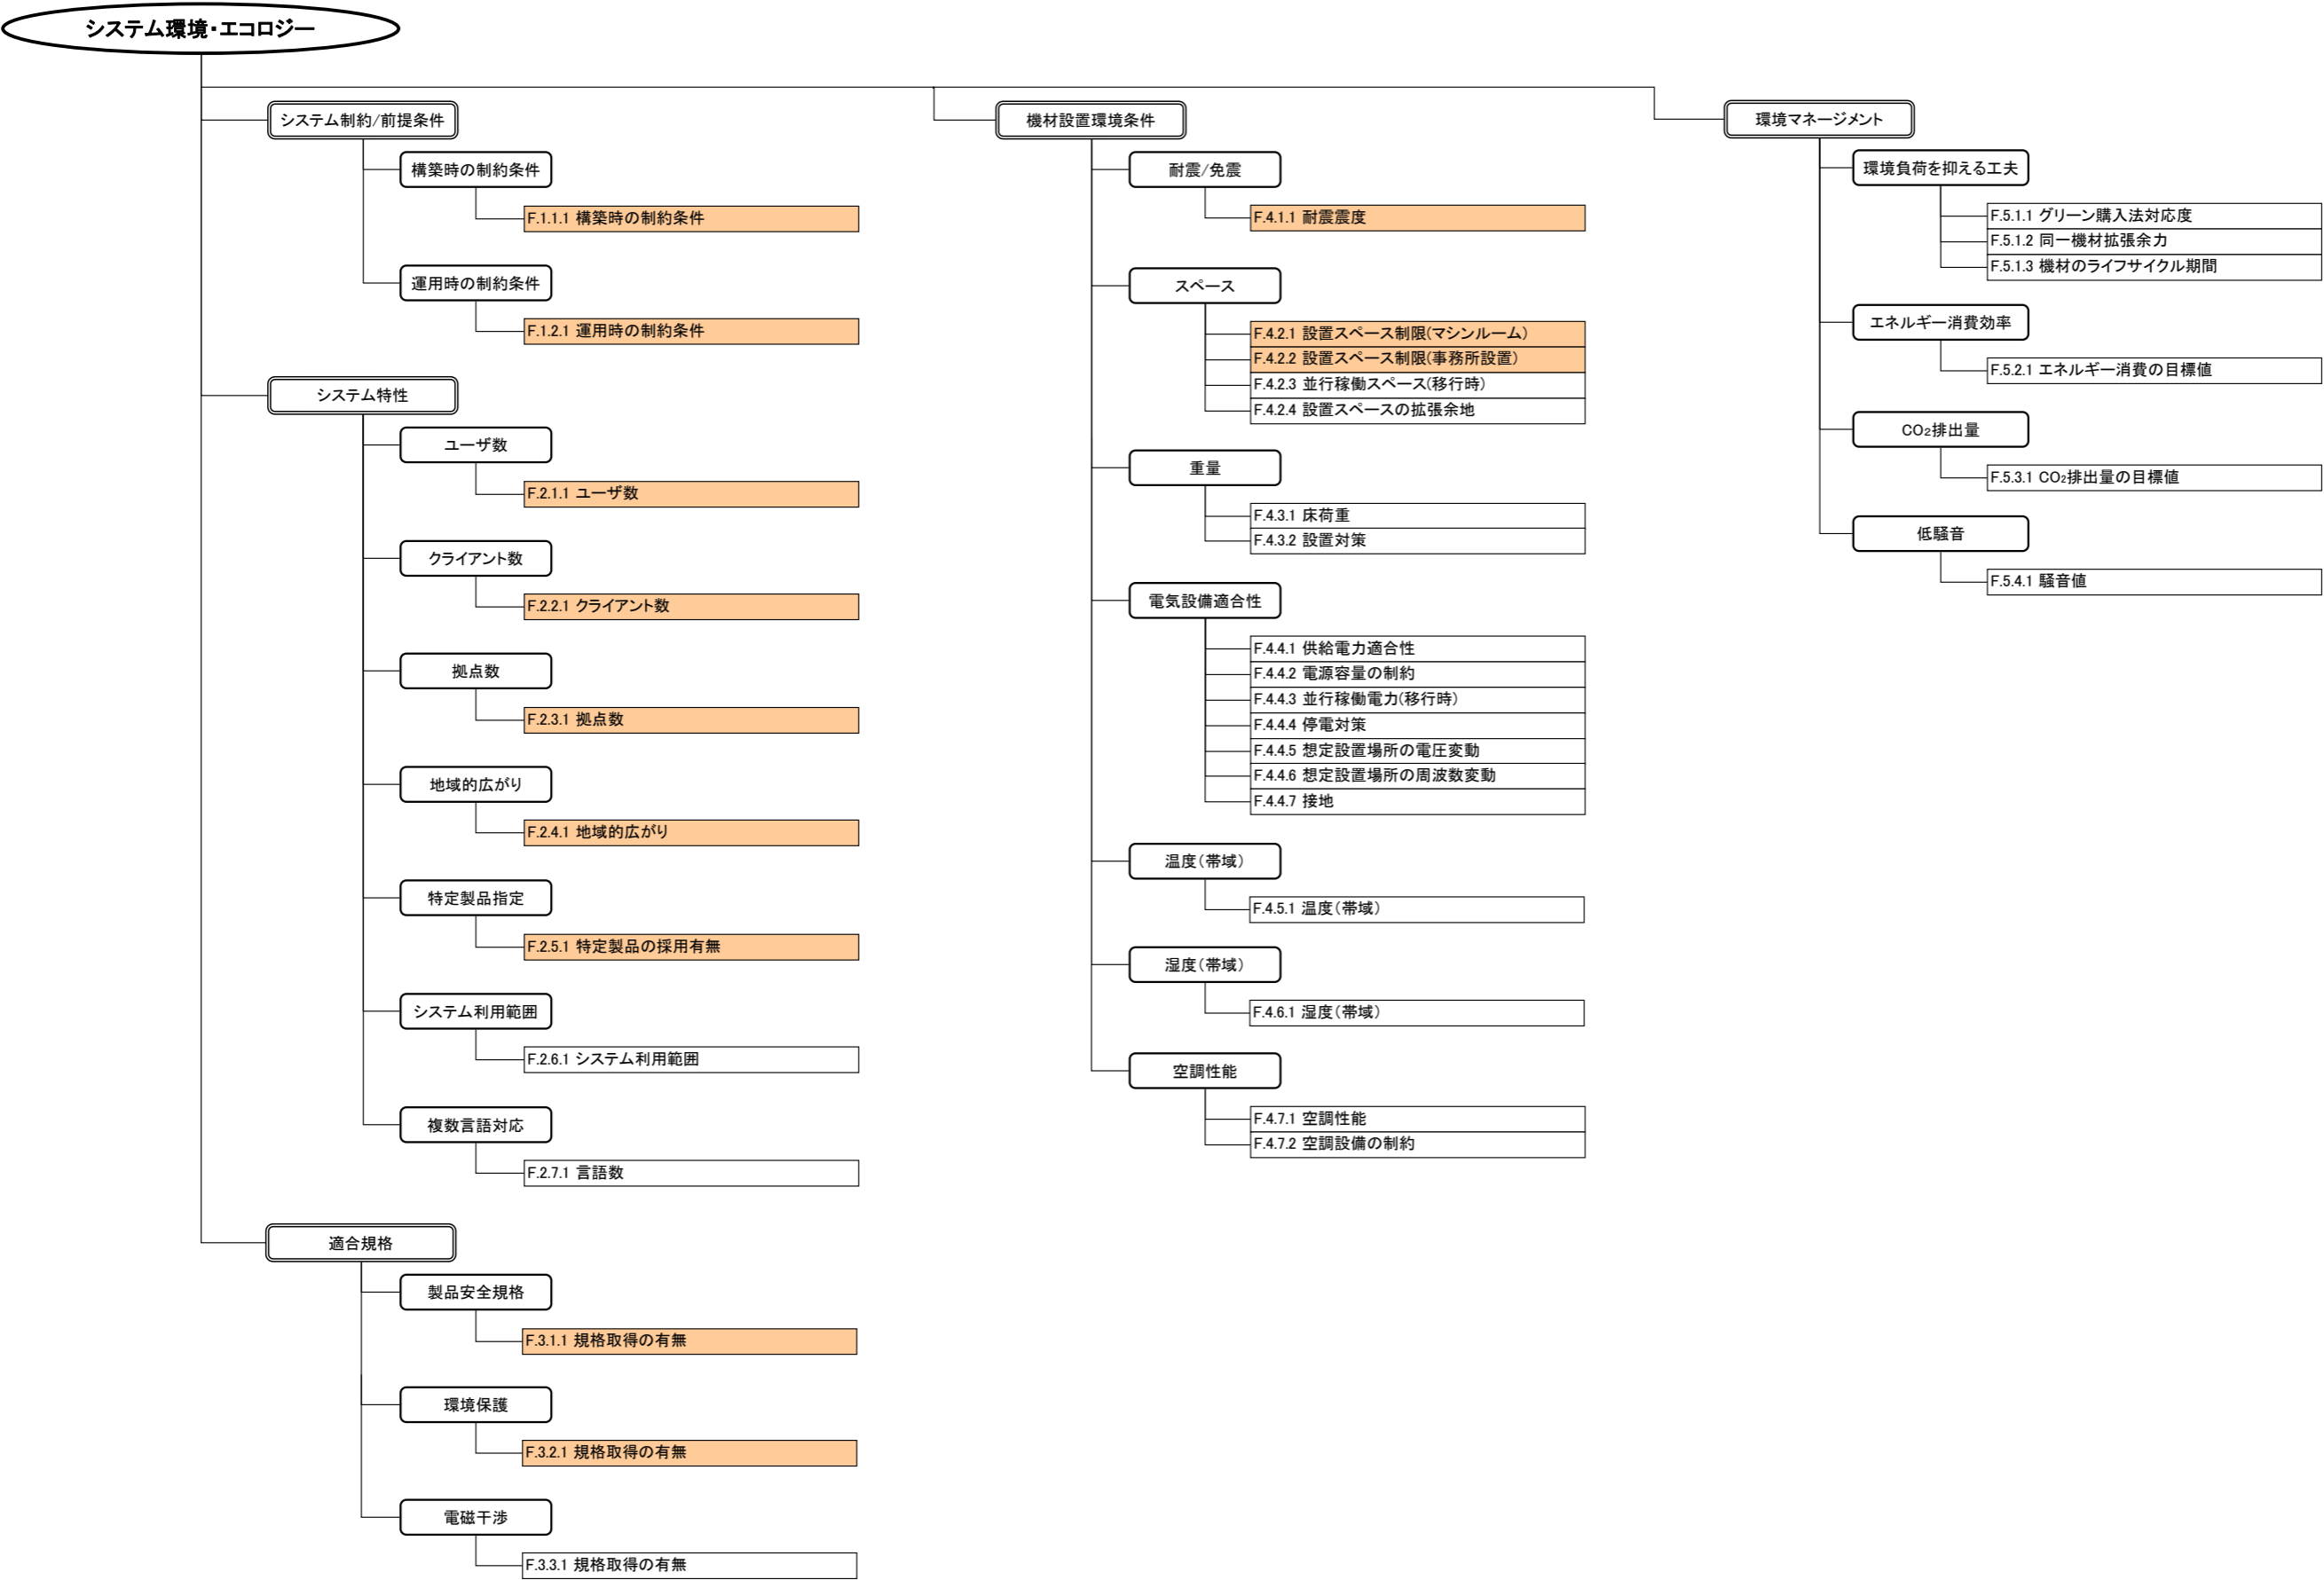 システム環境・エコロジー
システム制約/前提条件
構築時の制約条件
F.1.1.1 構築時の制約条件
運用時の制約条件
F.1.2.1 運用時の制約条件
システム特性
ユーザ数
F.2.1.1 ユーザ数
クライアント数
F.2.2.1 クライアント数
拠点数
F.2.3.1 拠点数
地域的広がり
F.2.4.1 地域的広がり
特定製品指定
F.2.5.1 特定製品の採用有無
システム利用範囲
F.2.6.1 システム利用範囲
複数言語対応
F.2.7.1 言語数
適合規格
製品安全規格
F.3.1.1 規格取得の有無
環境保護
F.3.2.1 規格取得の有無
電磁干渉
F.3.3.1 規格取得の有無
機材設置環境条件
耐震/免震
F.4.1.1 耐震震度
スペース
F.4.2.1 設置スペース制限(マシンルーム)
F.4.2.2 設置スペース制限(事務所設置)
F.4.2.3 並行稼働スペース(移行時)
F.4.2.4 設置スペースの拡張余地
重量
F.4.3.1 床荷重
F.4.3.2 設置対策
電気設備適合性
F.4.4.1 供給電力適合性
F.4.4.2 電源容量の制約
F.4.4.3 並行稼働電力(移行時)
F.4.4.4 停電対策
F.4.4.5 想定設置場所の電圧変動
F.4.4.6 想定設置場所の周波数変動
F.4.4.7 接地
温度(帯域)
F.4.5.1 温度(帯域)
湿度(帯域)
F.4.6.1 湿度(帯域)
空調性能
F.4.7.1 空調性能
F.4.7.2 空調設備の制約
環境マネージメント
環境負荷を抑える工夫
F.5.1.1 グリーン購入法対応度
F.5.1.2 同一機材拡張余力
F.5.1.3 機材のライフサイクル期間
エネルギー消費効率
F.5.2.1 エネルギー消費の目標値
CO₂排出量
F.5.3.1 CO₂排出量の目標値
低騒音
F.5.4.1 騒音値